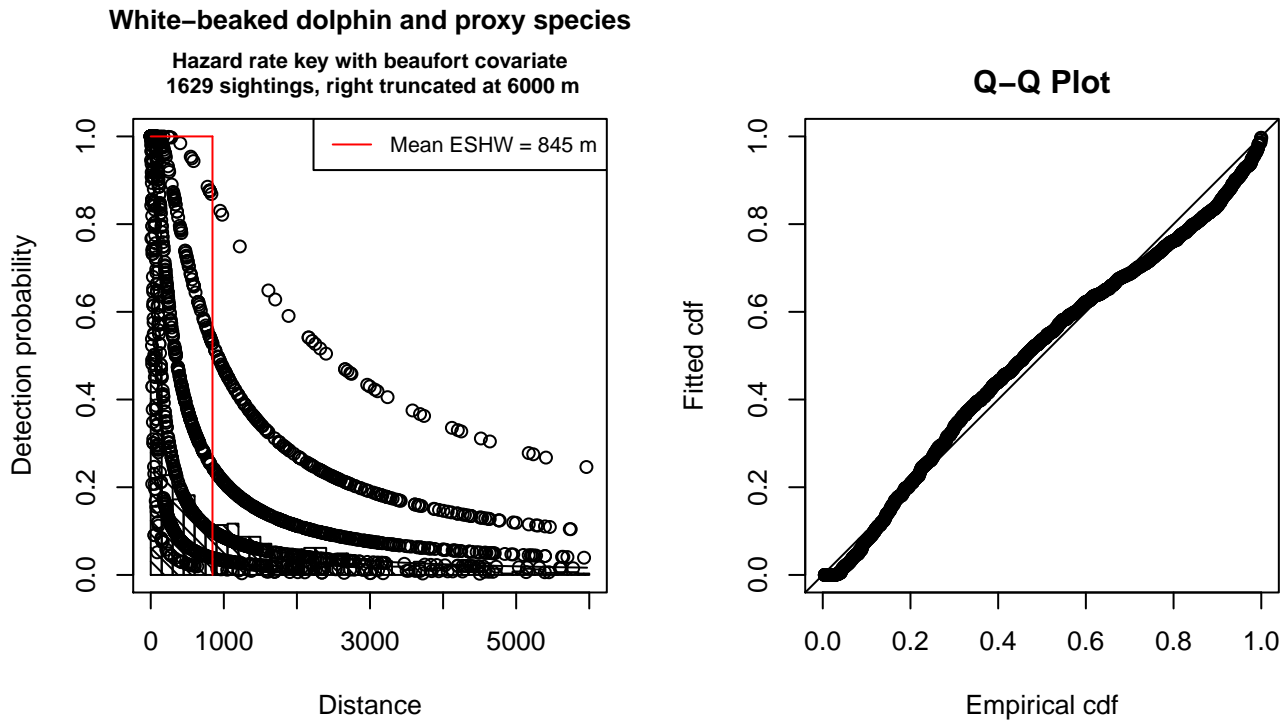 White−beaked dolphin and proxy species
Hazard rate key with beaufort covariate
1629 sightings, right truncated at 6000 m
Mean ESHW = 845 m
Detection probability
0.0 0.2 0.4 0.6 0.8 1.0
0 1000 3000 5000
Distance
Q−Q Plot
Fitted cdf
0.0 0.2 0.4 0.6 0.8 1.0
0.0 0.2 0.4 0.6 0.8 1.0
Empirical cdf